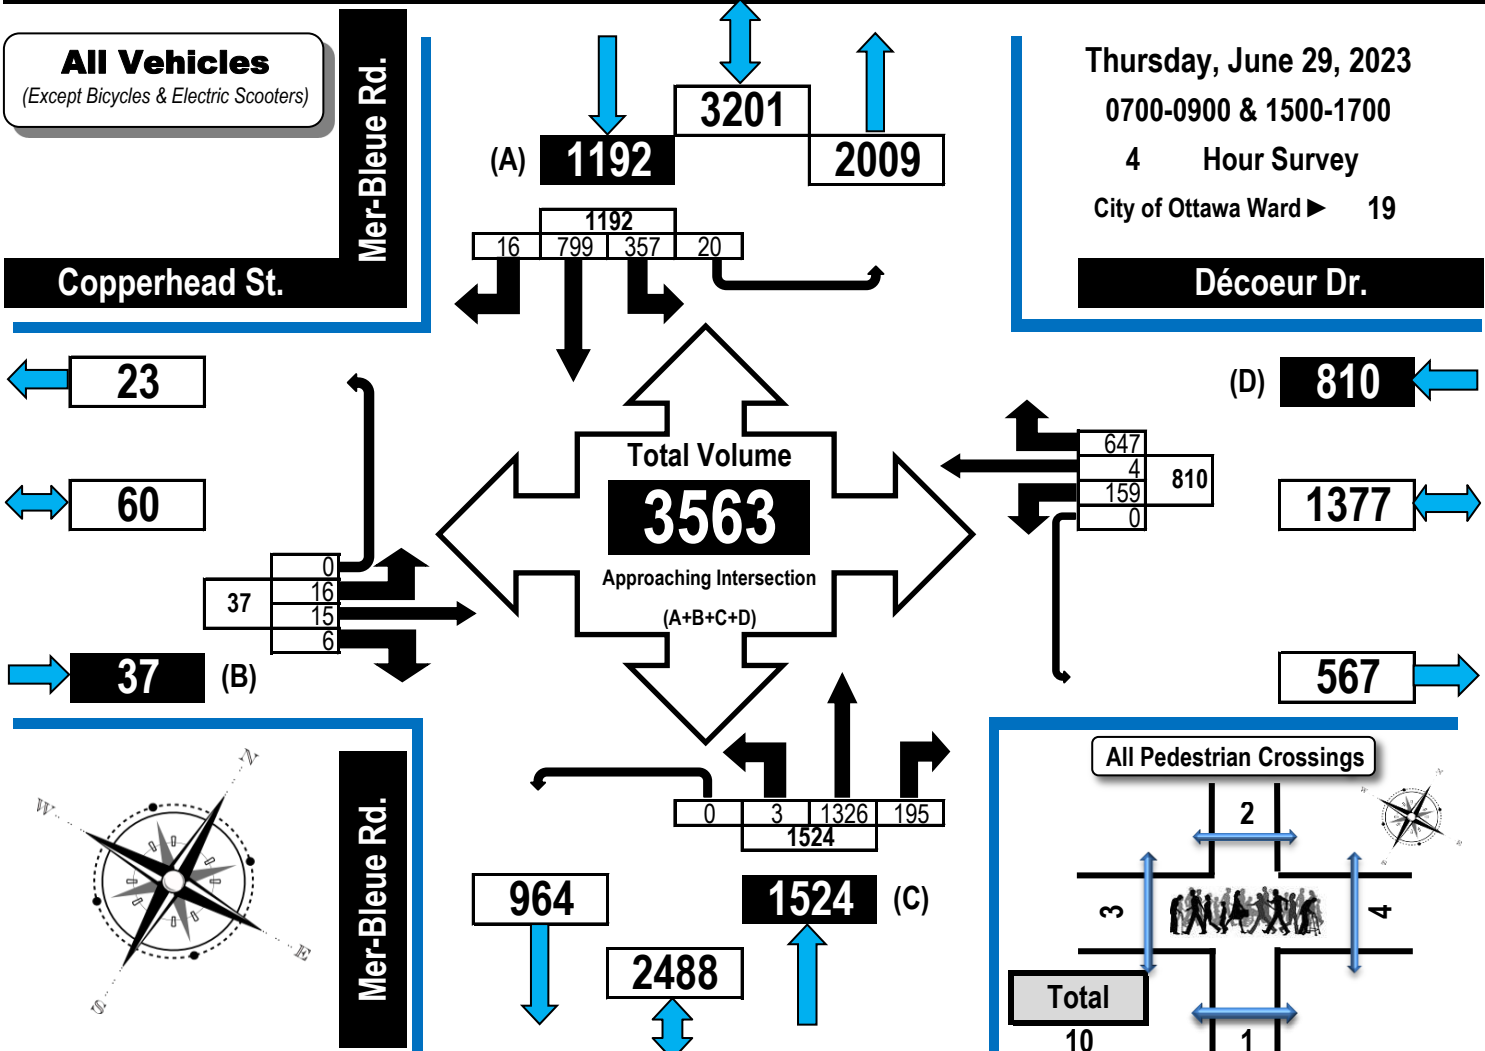 All Vehicles
(Except Bicycles & Electric Scooters)
Mer-Bleue Rd.
Copperhead St.
Thursday, June 29, 2023
0700-0900 & 1500-1700
4 Hour Survey
City of Ottawa Ward ► 19
Décoeur Dr.
3201
(A) 1192
2009
1192
16 799 357 20
23
60
0
16
15
6
37
37 (B)
Total Volume
3563
Approaching Intersection
(A+B+C+D)
(D) 810
647
4
159
0
810
1377
567
0 3 1326 195
1524
964
1524 (C)
2488
Mer-Bleue Rd.
N
W
E
S
All Pedestrian Crossings
2
3
4
Total
10
1